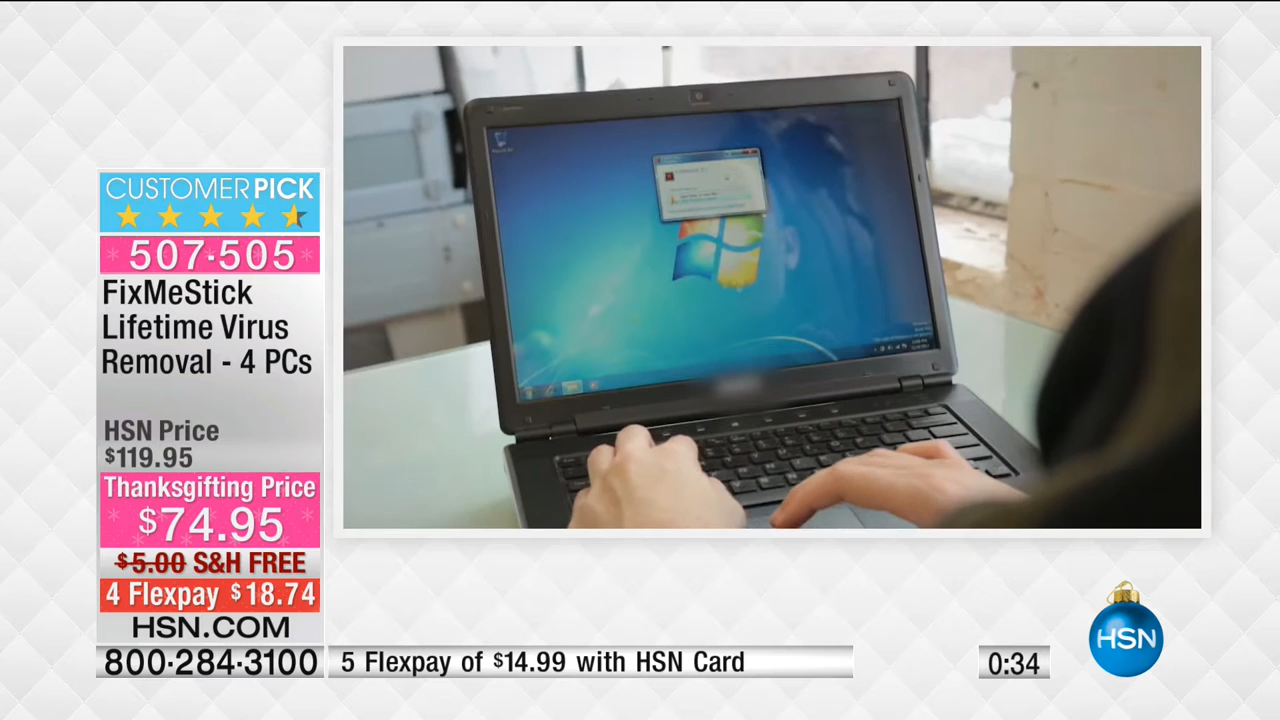 CUSTOMER PICK
507·505
FixMeStick
Lifetime Virus
Removal - 4 PCs
HSN Price
$119.95
Thanksgifting Price
$74.95
$5.00 S&H FREE
4 Flexpay $18.74
HSN.COM
800·284·3100
5 Flexpay of $14.99 with HSN Card
0:34
HSN